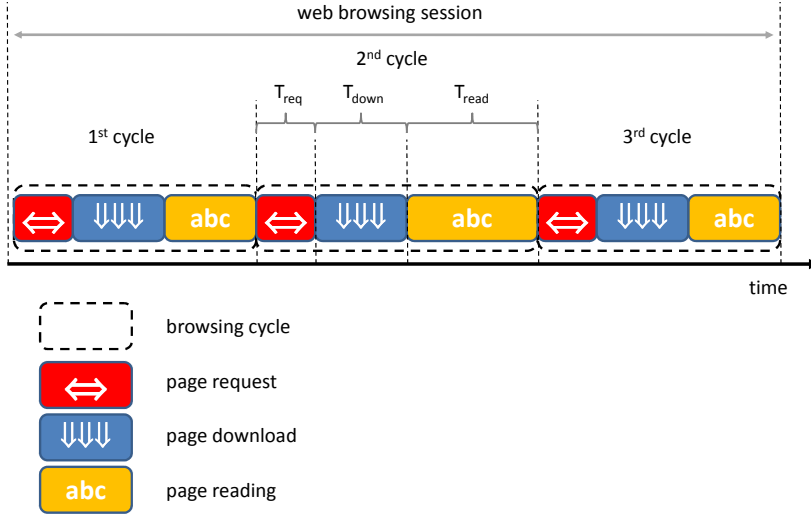 web browsing session
2nd cycle
Treq Tdown Tread
1st cycle 3rd cycle
abc abc abc
time
browsing cycle
page request
page download
abc page reading